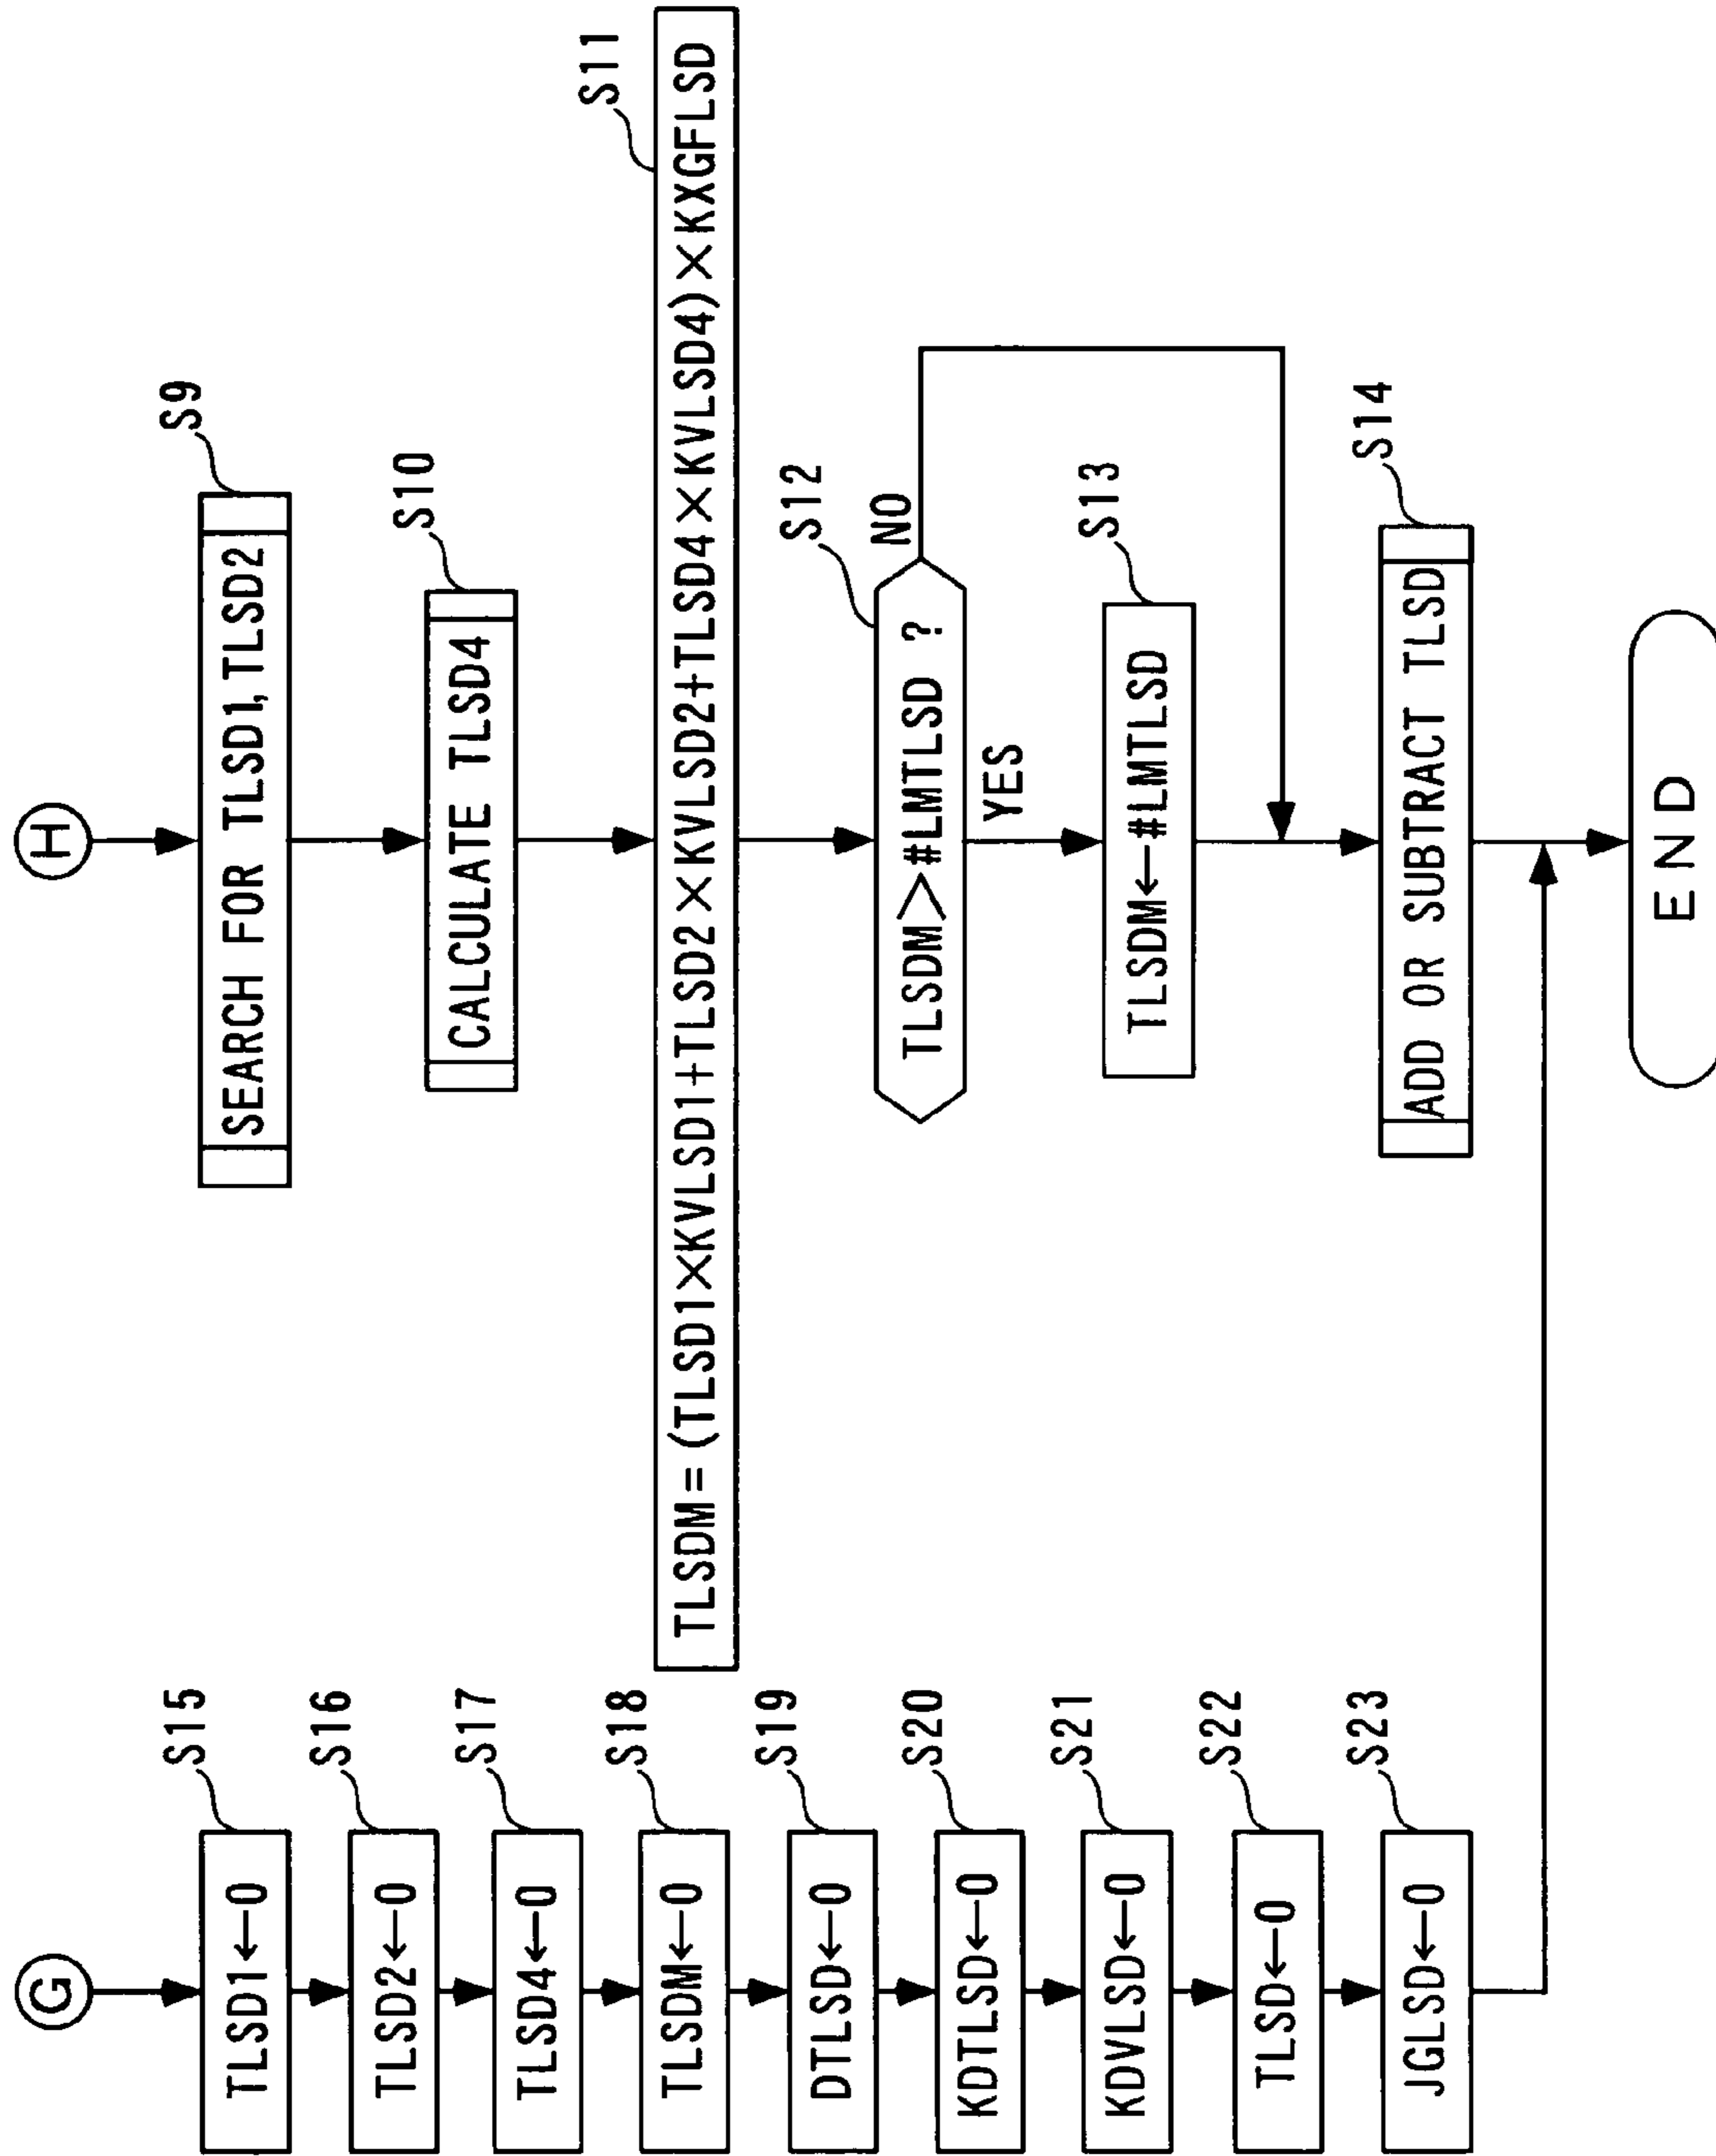 G
TLSD1←0
S15
TLSD2←0
S16
TLSD4←0
S17
TLSDM←0
S18
DTLSD←0
S19
KDTLSD←0
S20
KDVLSD←0
S21
TLSD←0
S22
JGLSD←0
S23
H
SEARCH FOR TLSD1,TLSD2
S9
CALCULATE TLSD4
S10
TLSDM=(TLSD1×KVLSD1+TLSD2×KVLSD2+TLSD4×KVLSD4)×KXGFLSD
S11
TLSDM>#LMTLSD ?
S12
NO
YES
TLSDM←#LMTLSD
S13
ADD OR SUBTRACT TLSD
S14
END